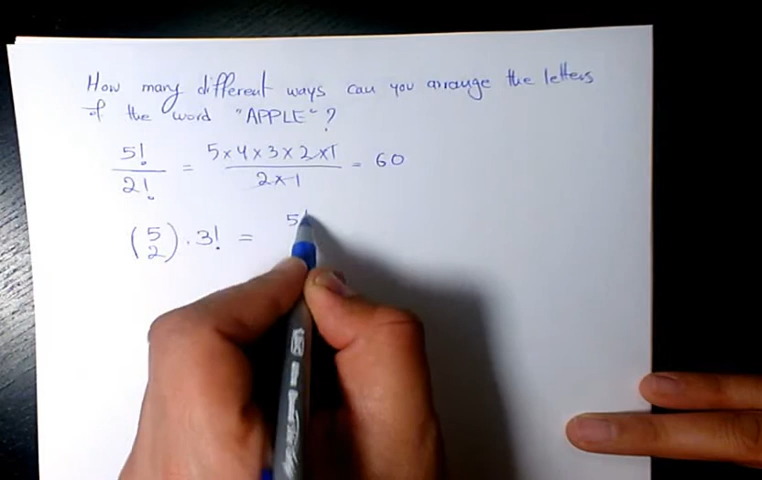 How many different ways can you arrange the letters
of the word "APPLE"?
5!/2! = 5×4×3×2×1/2×1 = 60
(5 2) . 3! = 5!